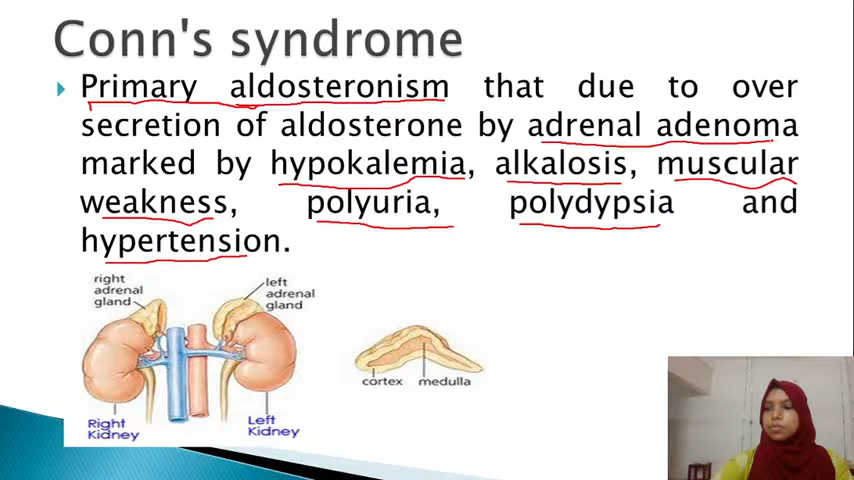 Conn's syndrome
Primary aldosteronism that due to over
secretion of aldosterone by adrenal adenoma
marked by hypokalemia, alkalosis, muscular
weakness, polyuria, polydypsia and
hypertension.
right
adrenal
gland
left
adrenal
gland
cortex medulla
Right
Kidney
Left
Kidney